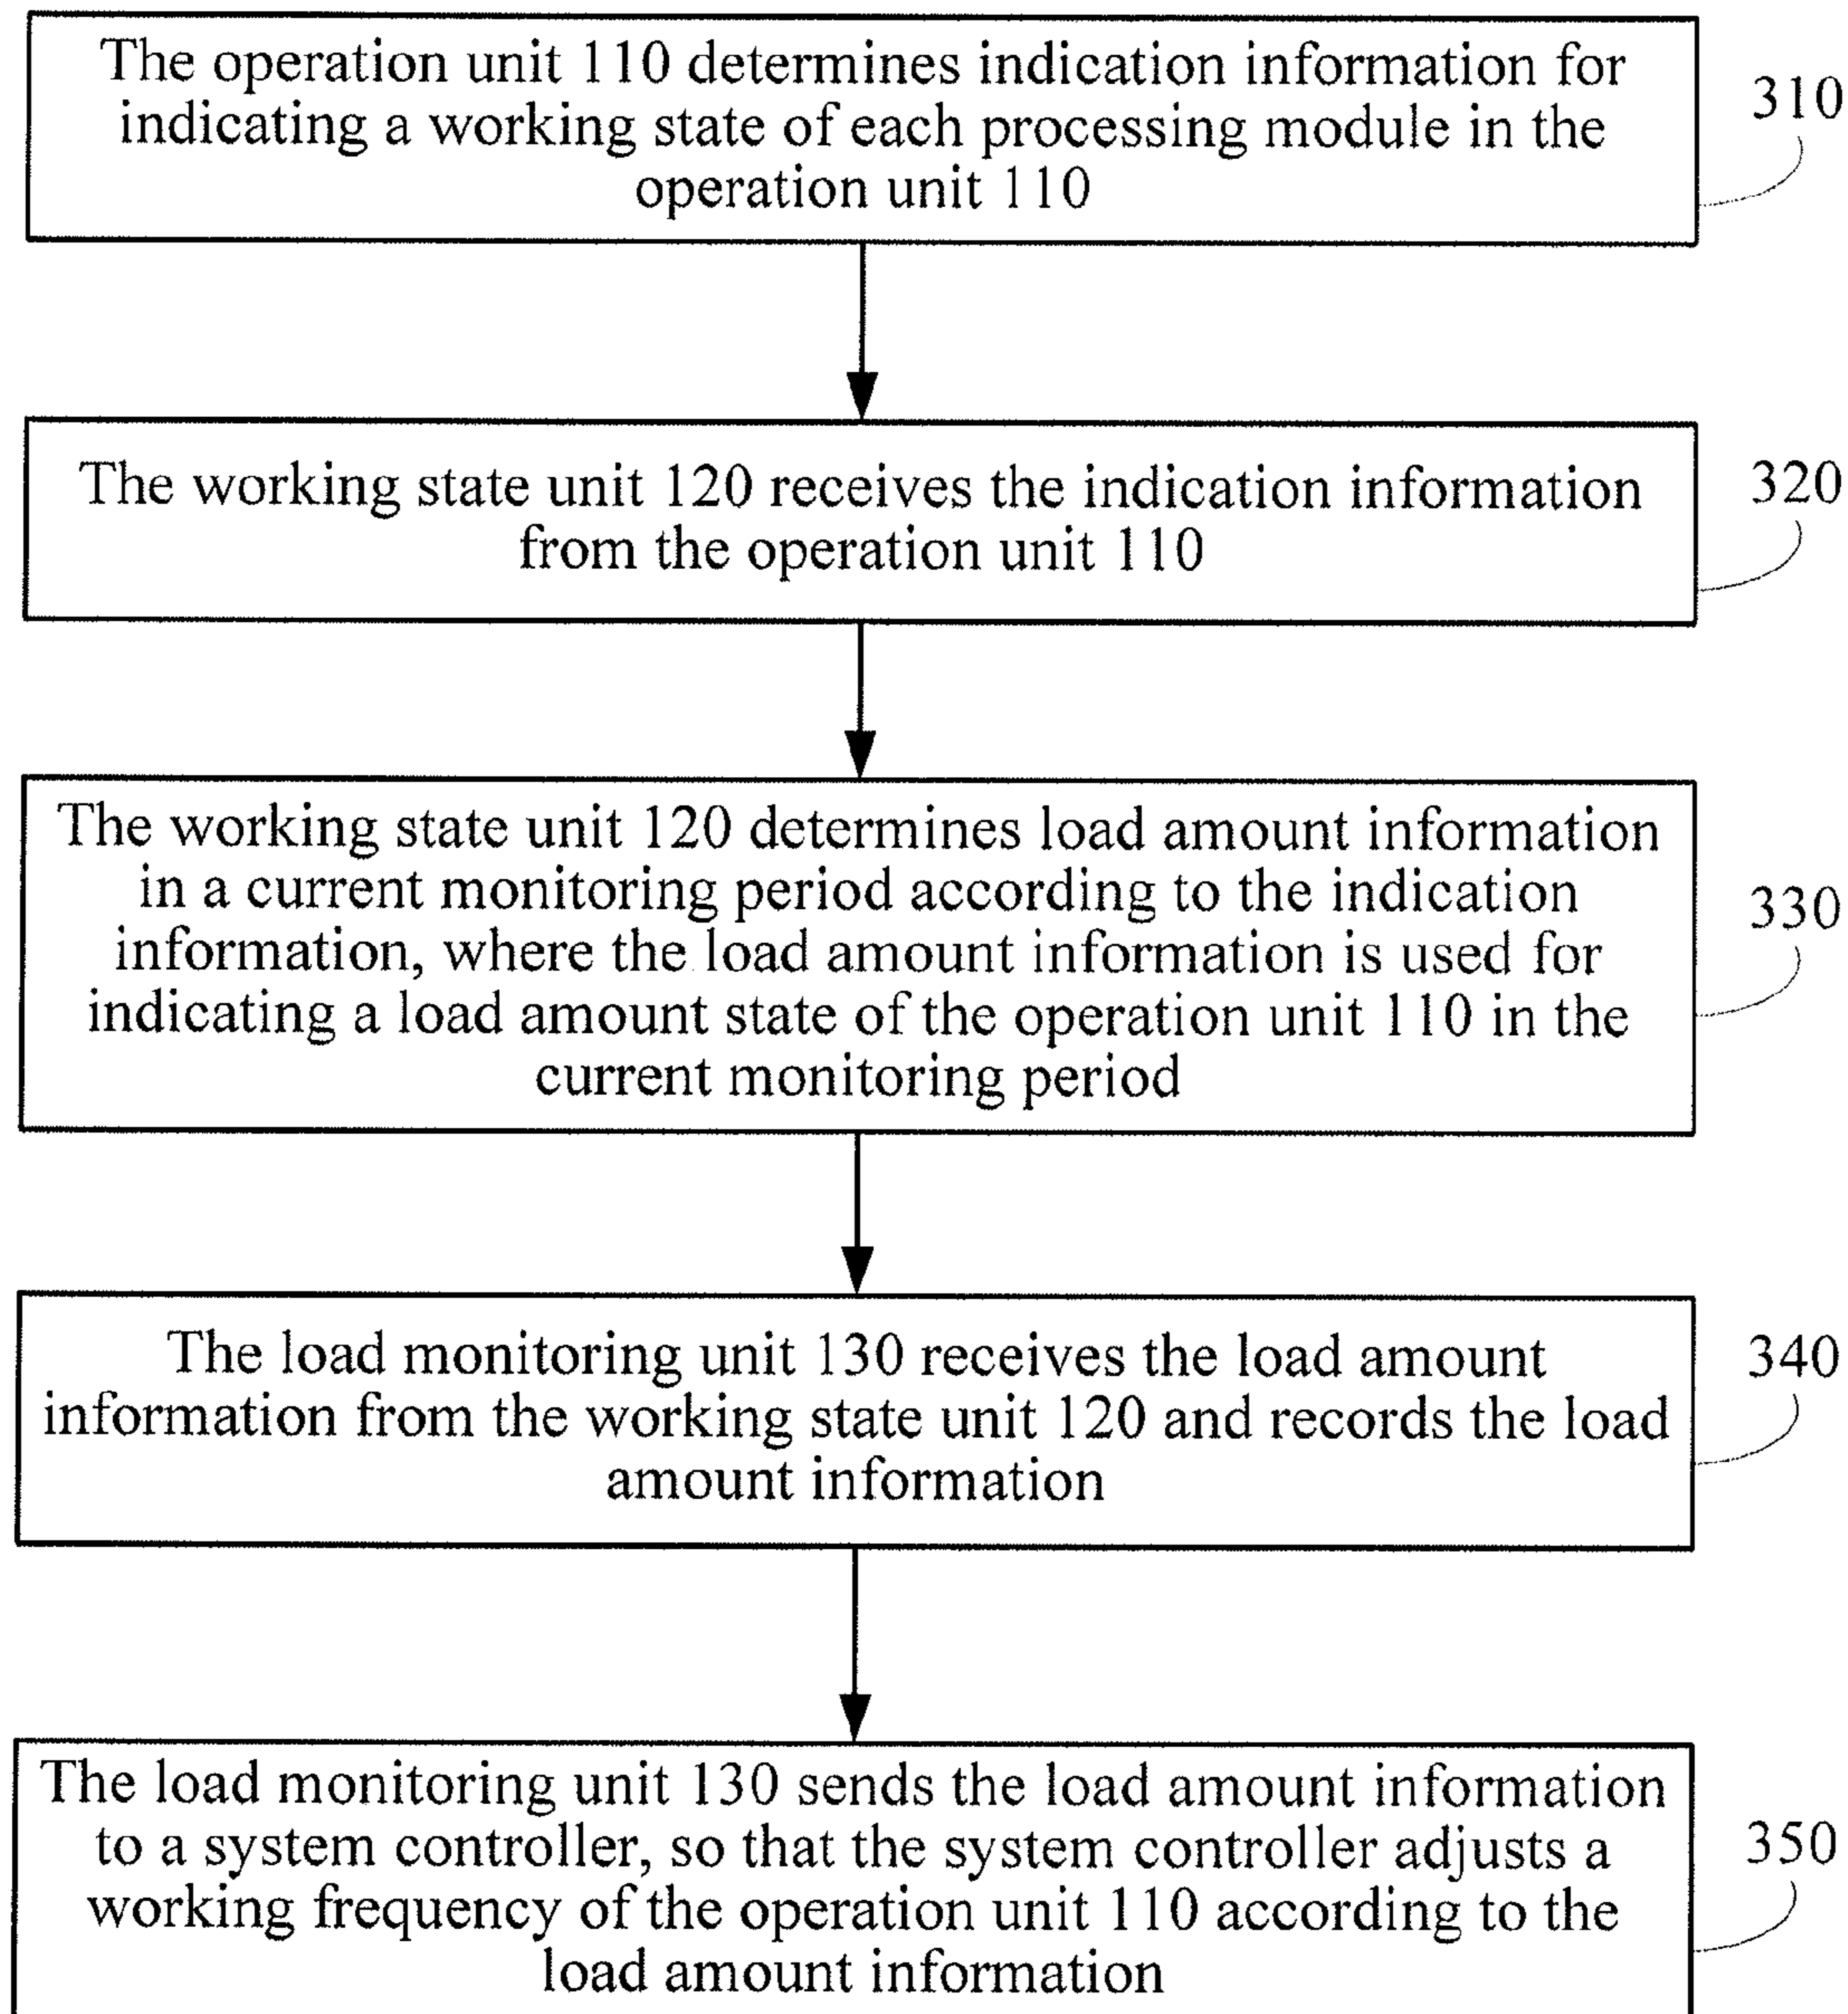 The operation unit 110 determines indication information for
indicating a working state of each processing module in the
operation unit 110
310
The working state unit 120 receives the indication information
from the operation unit 110
320
The working state unit 120 determines load amount information
in a current monitoring period according to the indication
information, where the load amount information is used for
indicating a load amount state of the operation unit 110 in the
current monitoring period
330
The load monitoring unit 130 receives the load amount
information from the working state unit 120 and records the load
amount information
340
The load monitoring unit 130 sends the load amount information
to a system controller, so that the system controller adjusts a
working frequency of the operation unit 110 according to the
load amount information
350